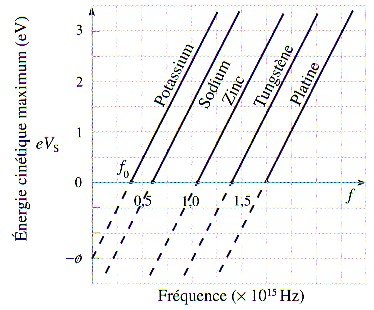 Énergie cinétique maximum (eV)
eVs
3
2
1
0
-ø
Potassium
Sodium
Zinc
Tungstène
Platine
f0
0,5
1,0
1,5
f
Fréquence (× 10¹⁵ Hz)